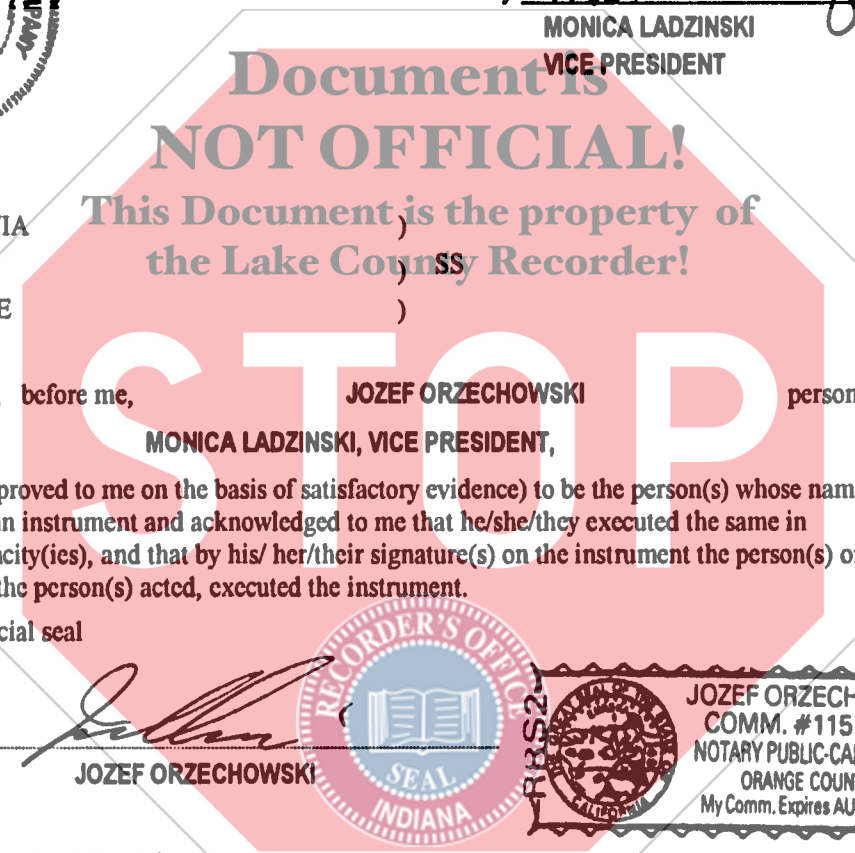 MONICA LADZINSKI
VICE PRESIDENT
Document is
NOT OFFICIAL!
This Document is the property of
the Lake County Recorder!
)
) SS
)
before me, JOZEF ORZECHOWSKI person
MONICA LADZINSKI, VICE PRESIDENT,
proved to me on the basis of satisfactory evidence) to be the person(s) whose nam
an instrument and acknowledged to me that he/she/they executed the same in
city(ies), and that by his/ her/their signature(s) on the instrument the person(s) o
the person(s) acted, executed the instrument.
cial seal
STOP
JOZEF ORZECHOWSKI
RECORDER'S OFFICE
SEAL
INDIANA
RBS2
CALIFORNIA
JOZEF ORZECH
COMM. #115
NOTARY PUBLIC-CA
ORANGE COUN
My Comm. Expires AU